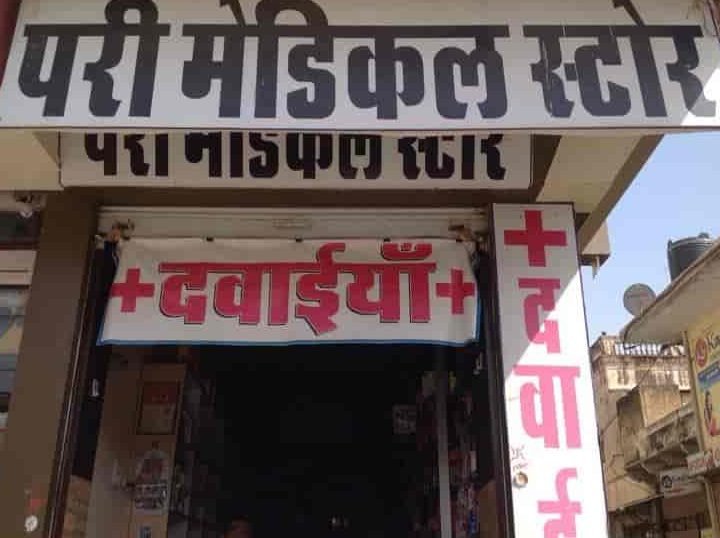 परी मेडिकल स्टोर
परी मेडिकल स्टोर
दवाईयाँ
दवाई